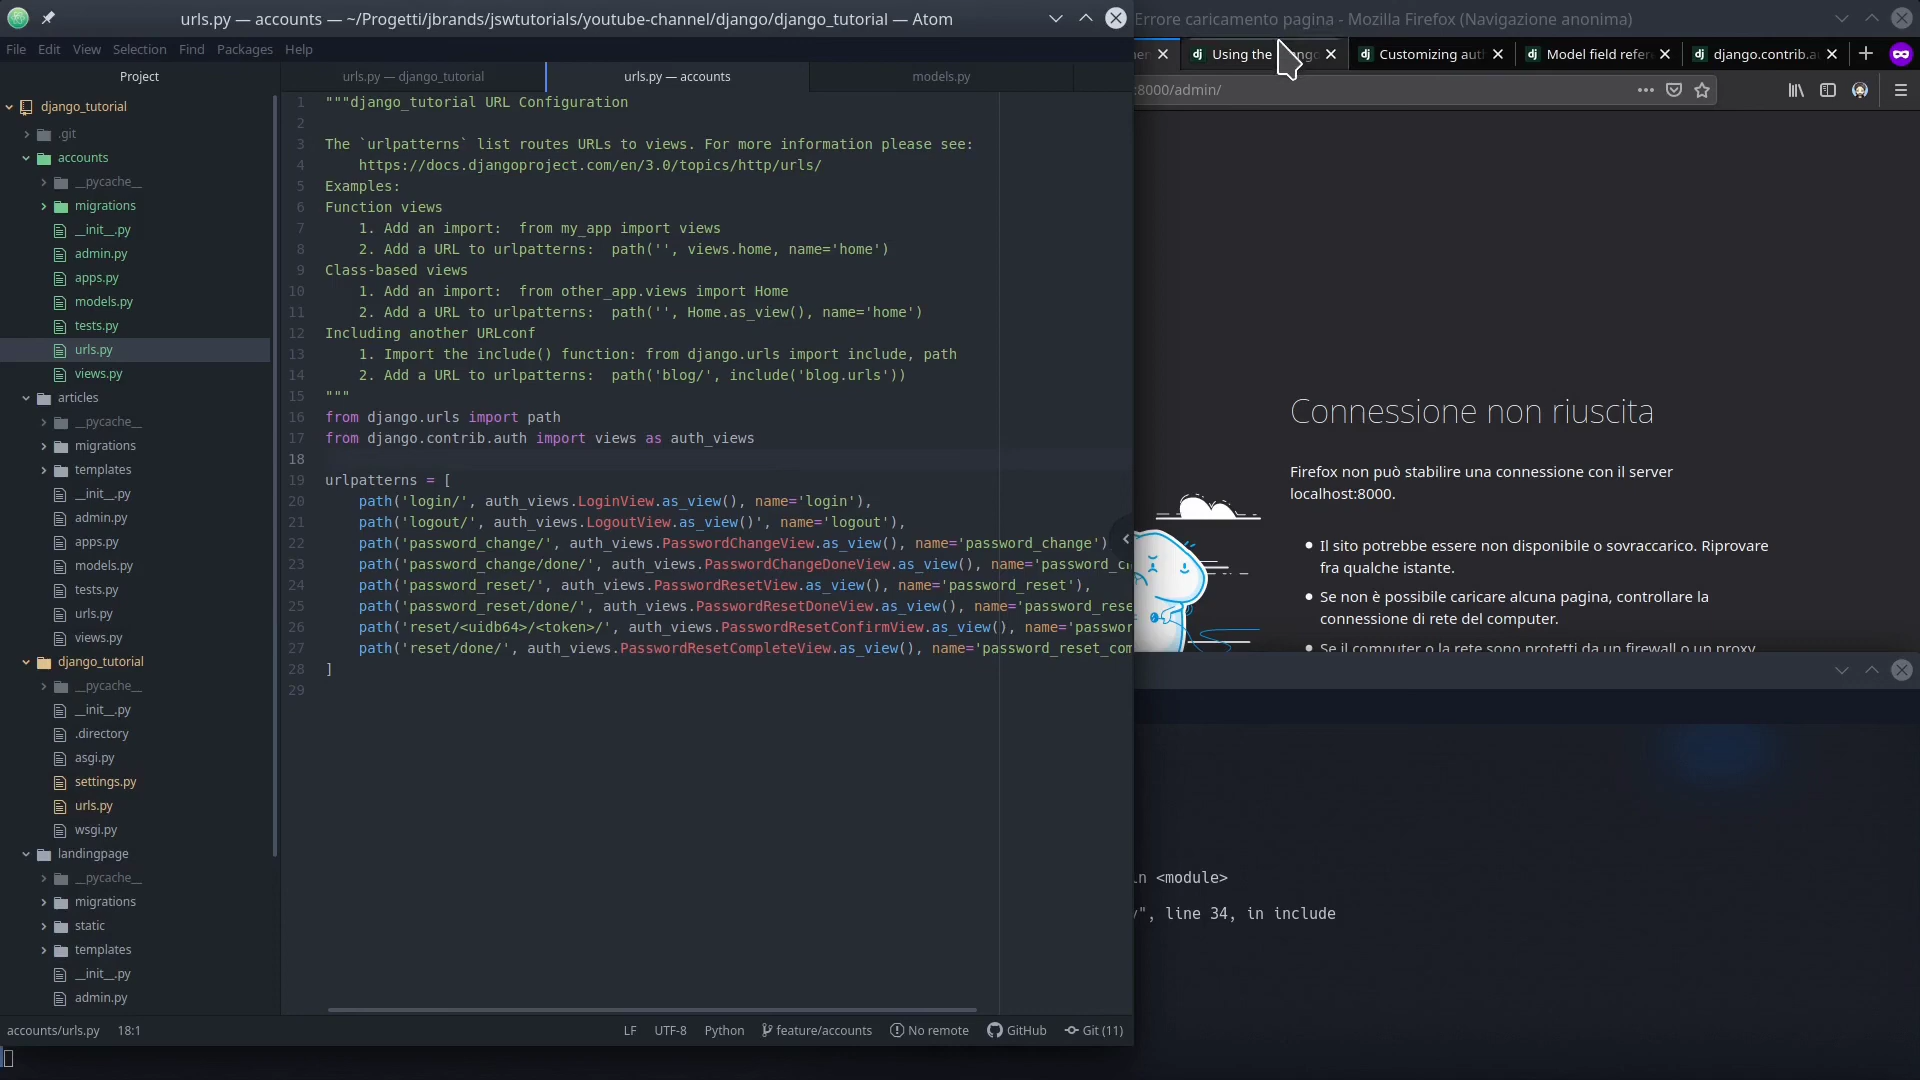 urls.py — accounts — ~/Progetti/jbrands/jswtutorials/youtube-channel/django/django_tutorial — Atom
File Edit View Selection Find Packages Help
Project
django_tutorial
.git
accounts
__pycache__
migrations
__init__.py
admin.py
apps.py
models.py
tests.py
urls.py
views.py
articles
__pycache__
migrations
templates
__init__.py
admin.py
apps.py
models.py
tests.py
urls.py
views.py
django_tutorial
__pycache__
__init__.py
.directory
asgi.py
settings.py
urls.py
wsgi.py
landingpage
__pycache__
migrations
static
templates
__init__.py
admin.py
urls.py — django_tutorial
urls.py — accounts
models.py
1 """django_tutorial URL Configuration
2
3 The `urlpatterns` list routes URLs to views. For more information please see:
4 https://docs.djangoproject.com/en/3.0/topics/http/urls/
5 Examples:
6 Function views
7 1. Add an import:  from my_app import views
8 2. Add a URL to urlpatterns:  path('', views.home, name='home')
9 Class-based views
10 1. Add an import:  from other_app.views import Home
11 2. Add a URL to urlpatterns:  path('', Home.as_view(), name='home')
12 Including another URLconf
13 1. Import the include() function: from django.urls import include, path
14 2. Add a URL to urlpatterns:  path('blog/', include('blog.urls'))
15 """
16 from django.urls import path
17 from django.contrib.auth import views as auth_views
18
19 urlpatterns = [
20 path('login/', auth_views.LoginView.as_view(), name='login'),
21 path('logout/', auth_views.LogoutView.as_view()', name='logout'),
22 path('password_change/', auth_views.PasswordChangeView.as_view(), name='password_change')
23 path('password_change/done/', auth_views.PasswordChangeDoneView.as_view(), name='password_c
24 path('password_reset/', auth_views.PasswordResetView.as_view(), name='password_reset'),
25 path('password_reset/done/', auth_views.PasswordResetDoneView.as_view(), name='password_rese
26 path('reset/<uidb64>/<token>/', auth_views.PasswordResetConfirmView.as_view(), name='passwor
27 path('reset/done/', auth_views.PasswordResetCompleteView.as_view(), name='password_reset_com
28 ]
29
accounts/urls.py 18:1
LF UTF-8 Python feature/accounts No remote GitHub Git (11)
Errore caricamento pagina - Mozilla Firefox (Navigazione anonima)
Using the
Customizing aut
Model field refer
django.contrib.a
:8000/admin/
Connessione non riuscita
Firefox non può stabilire una connessione con il server
localhost:8000.
Il sito potrebbe essere non disponibile o sovraccarico. Riprovare
fra qualche istante.
Se non è possibile caricare alcuna pagina, controllare la
connessione di rete del computer.
Se il computer o la rete sono protetti da un firewall o un proxy
in <module>
y", line 34, in include